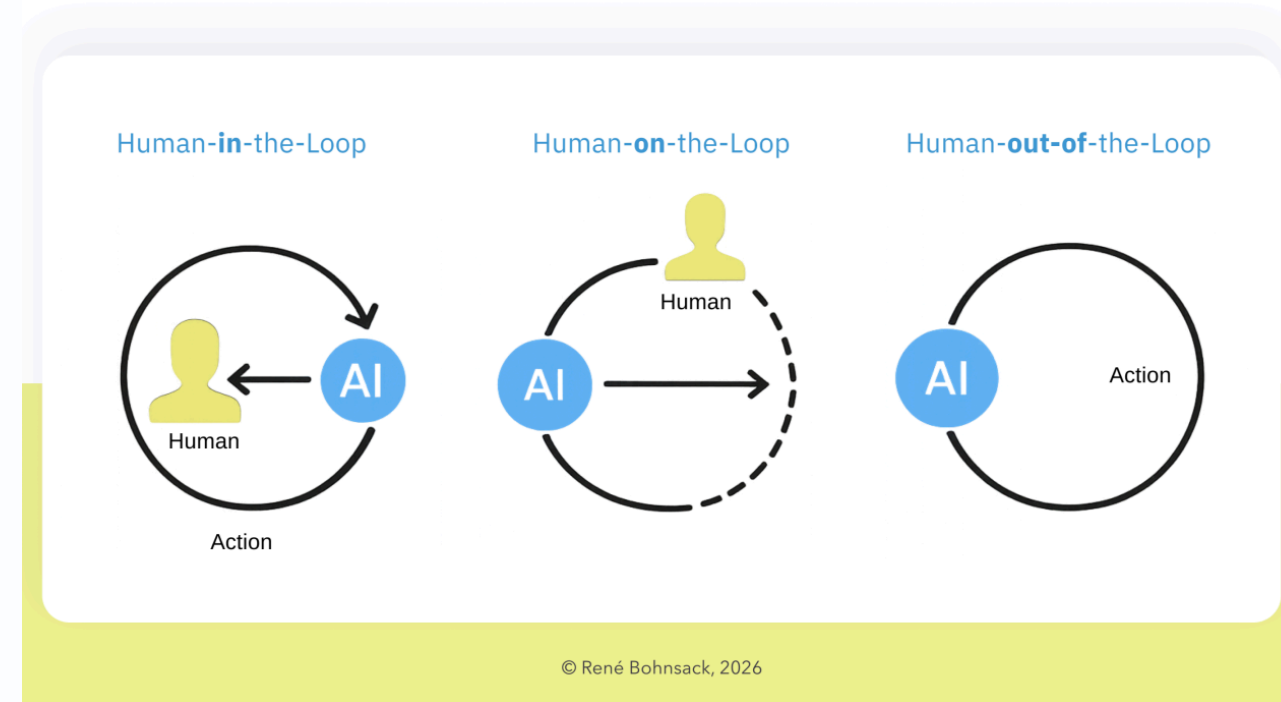 Human-in-the-Loop
Human-on-the-Loop
Human-out-of-the-Loop
Human
AI
Action
Human
AI
AI
Action
© René Bohnsack, 2026